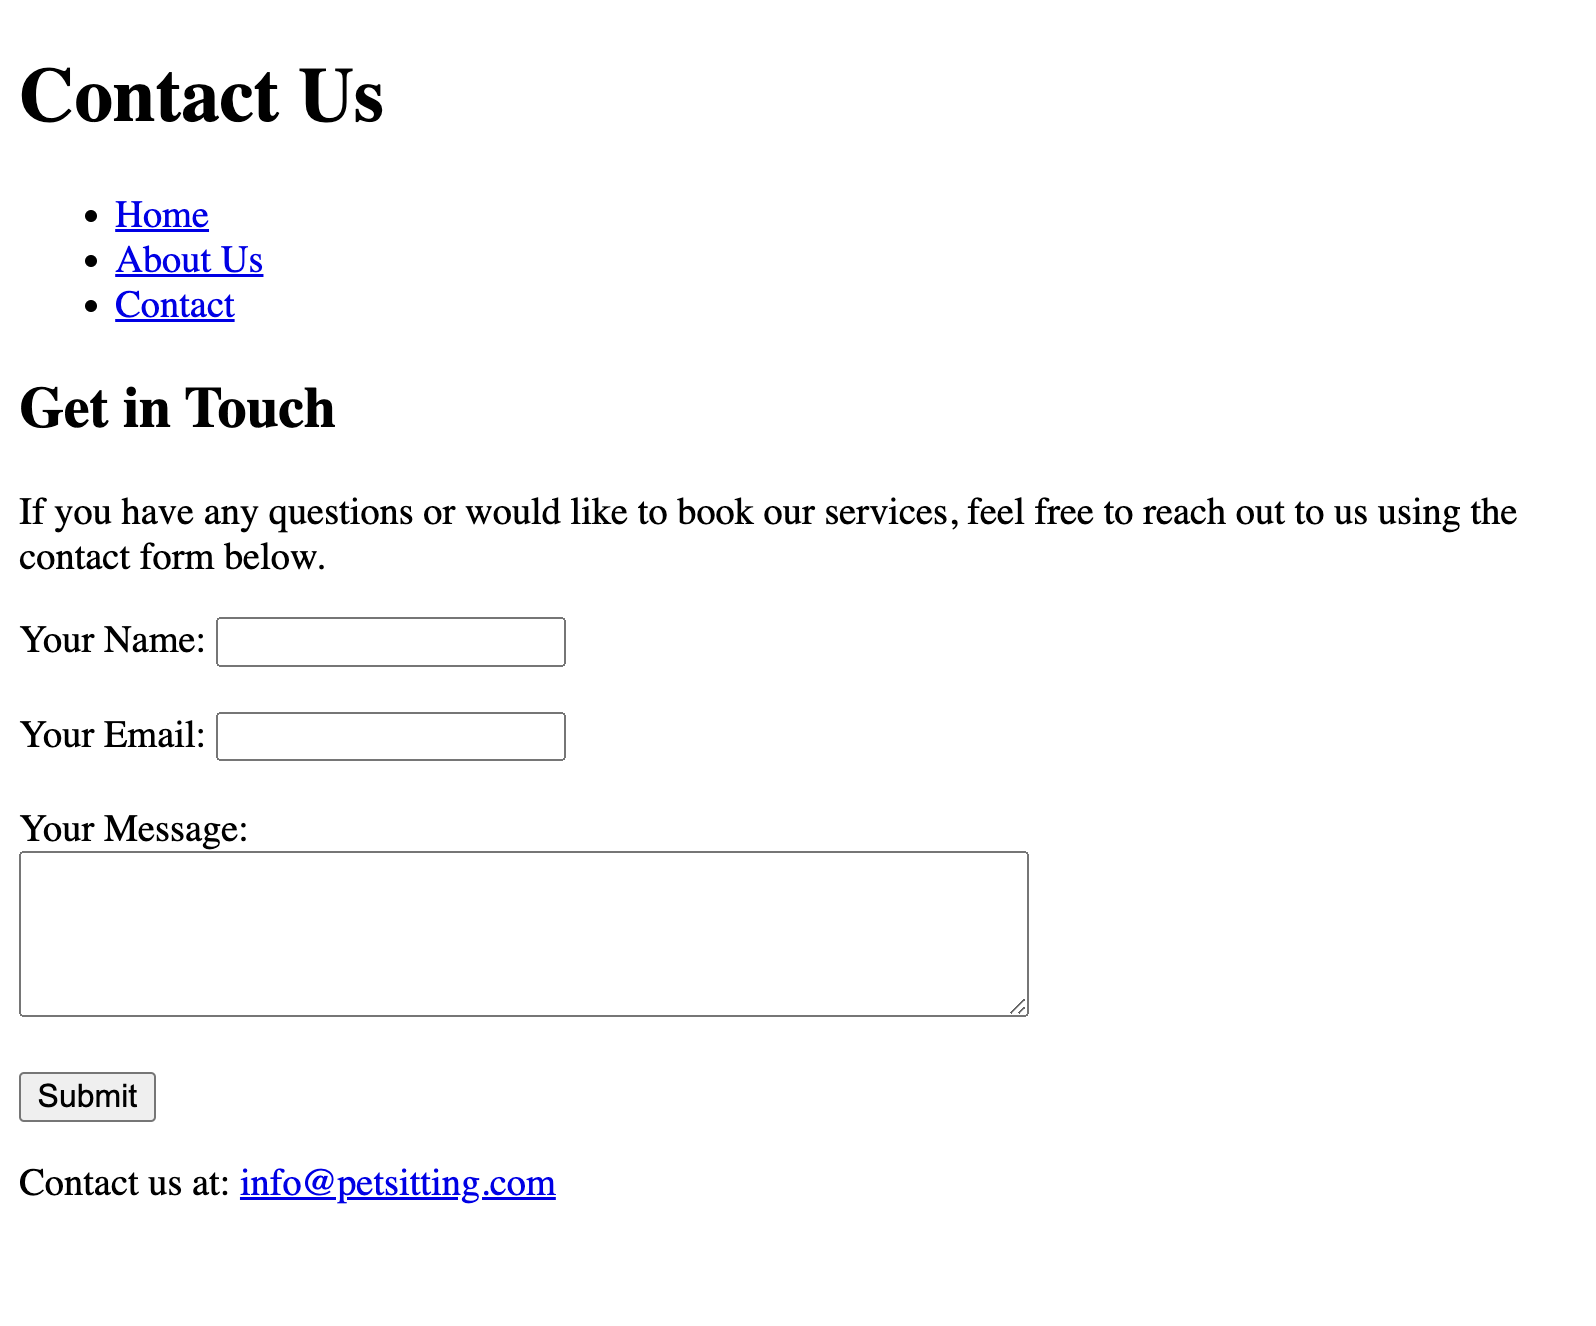 Contact Us
Home
About Us
Contact
Get in Touch
If you have any questions or would like to book our services, feel free to reach out to us using the
contact form below.
Your Name:
Your Email:
Your Message:
Submit
Contact us at: info@petsitting.com